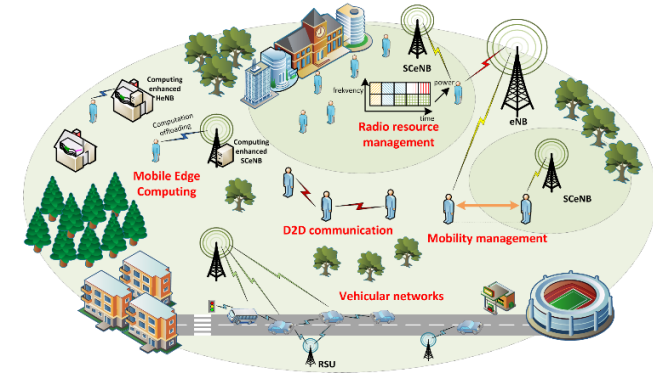 SCeNB
Computing
enhanced
HeNB
frekvency
power
time
eNB
Radio resource
management
Computation
offloading
Computing
enhanced
SCeNB
Mobile Edge
Computing
SCeNB
D2D communication
Mobility management
Vehicular networks
RSU